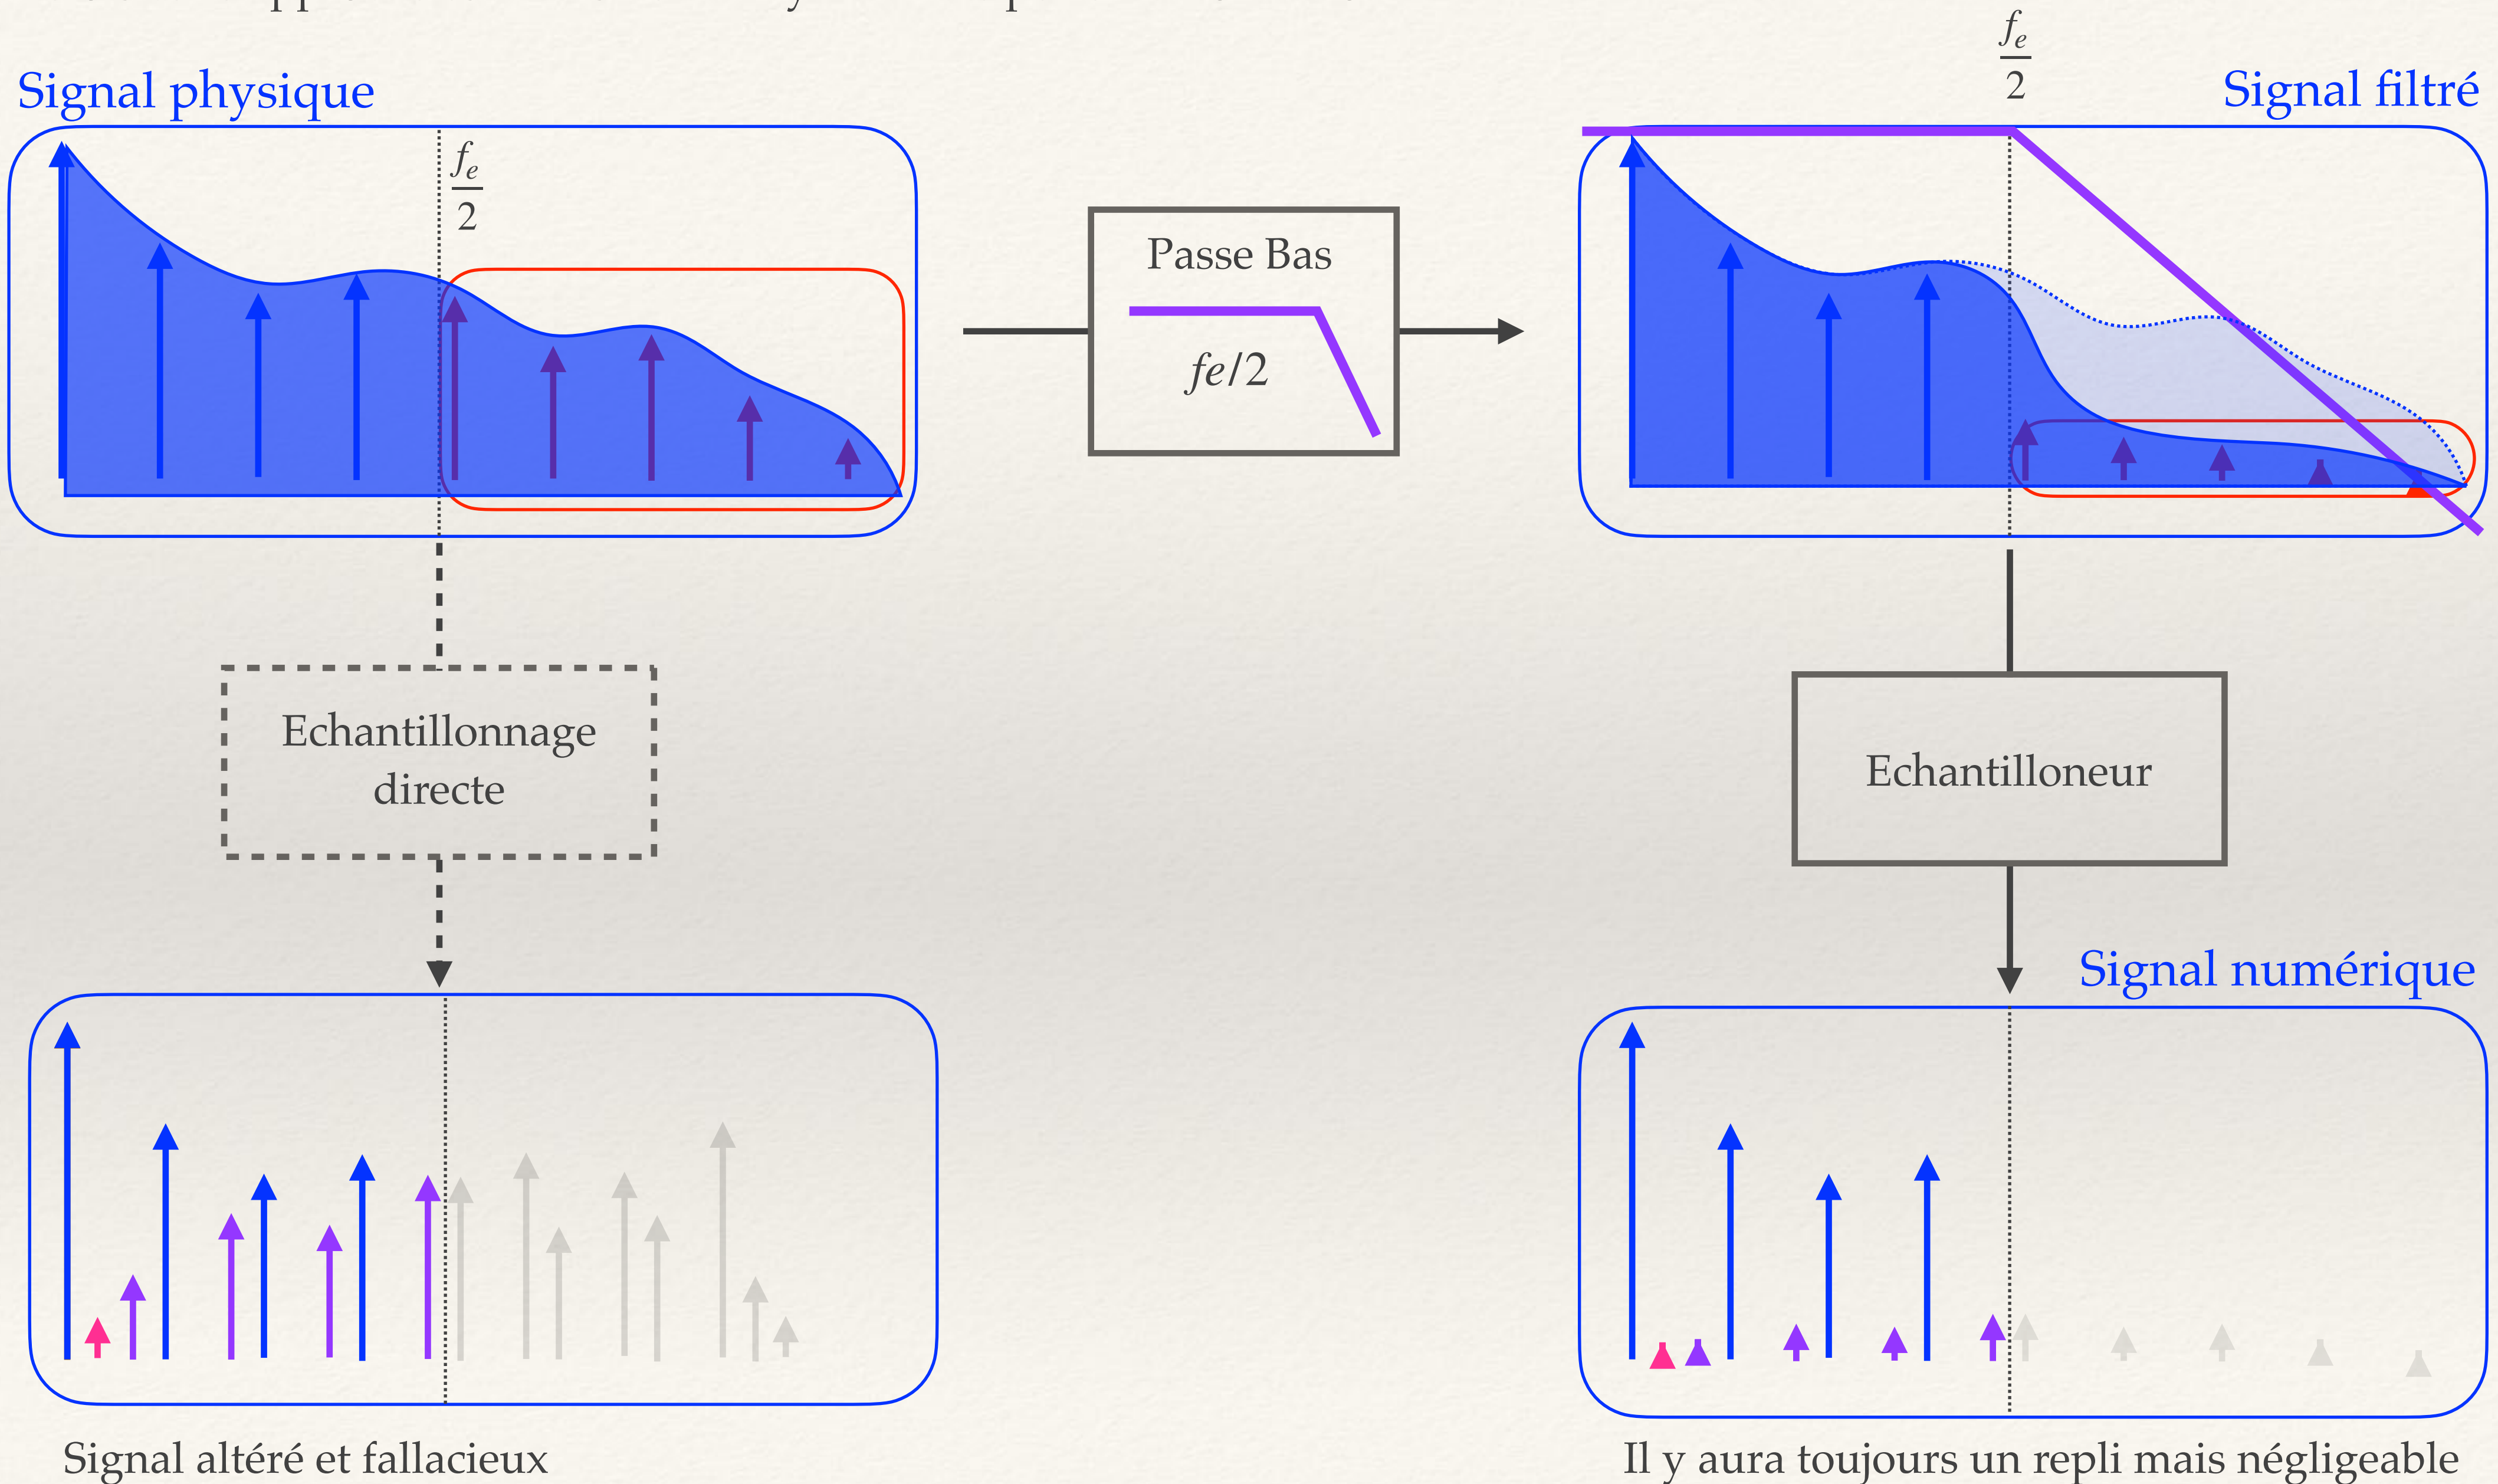 Signal physique
fe
2
Passe Bas
fe/2
fe
2
Signal filtré
Echantillonnage
directe
Echantilloneur
Signal numérique
Signal altéré et fallacieux
Il y aura toujours un repli mais négligeable